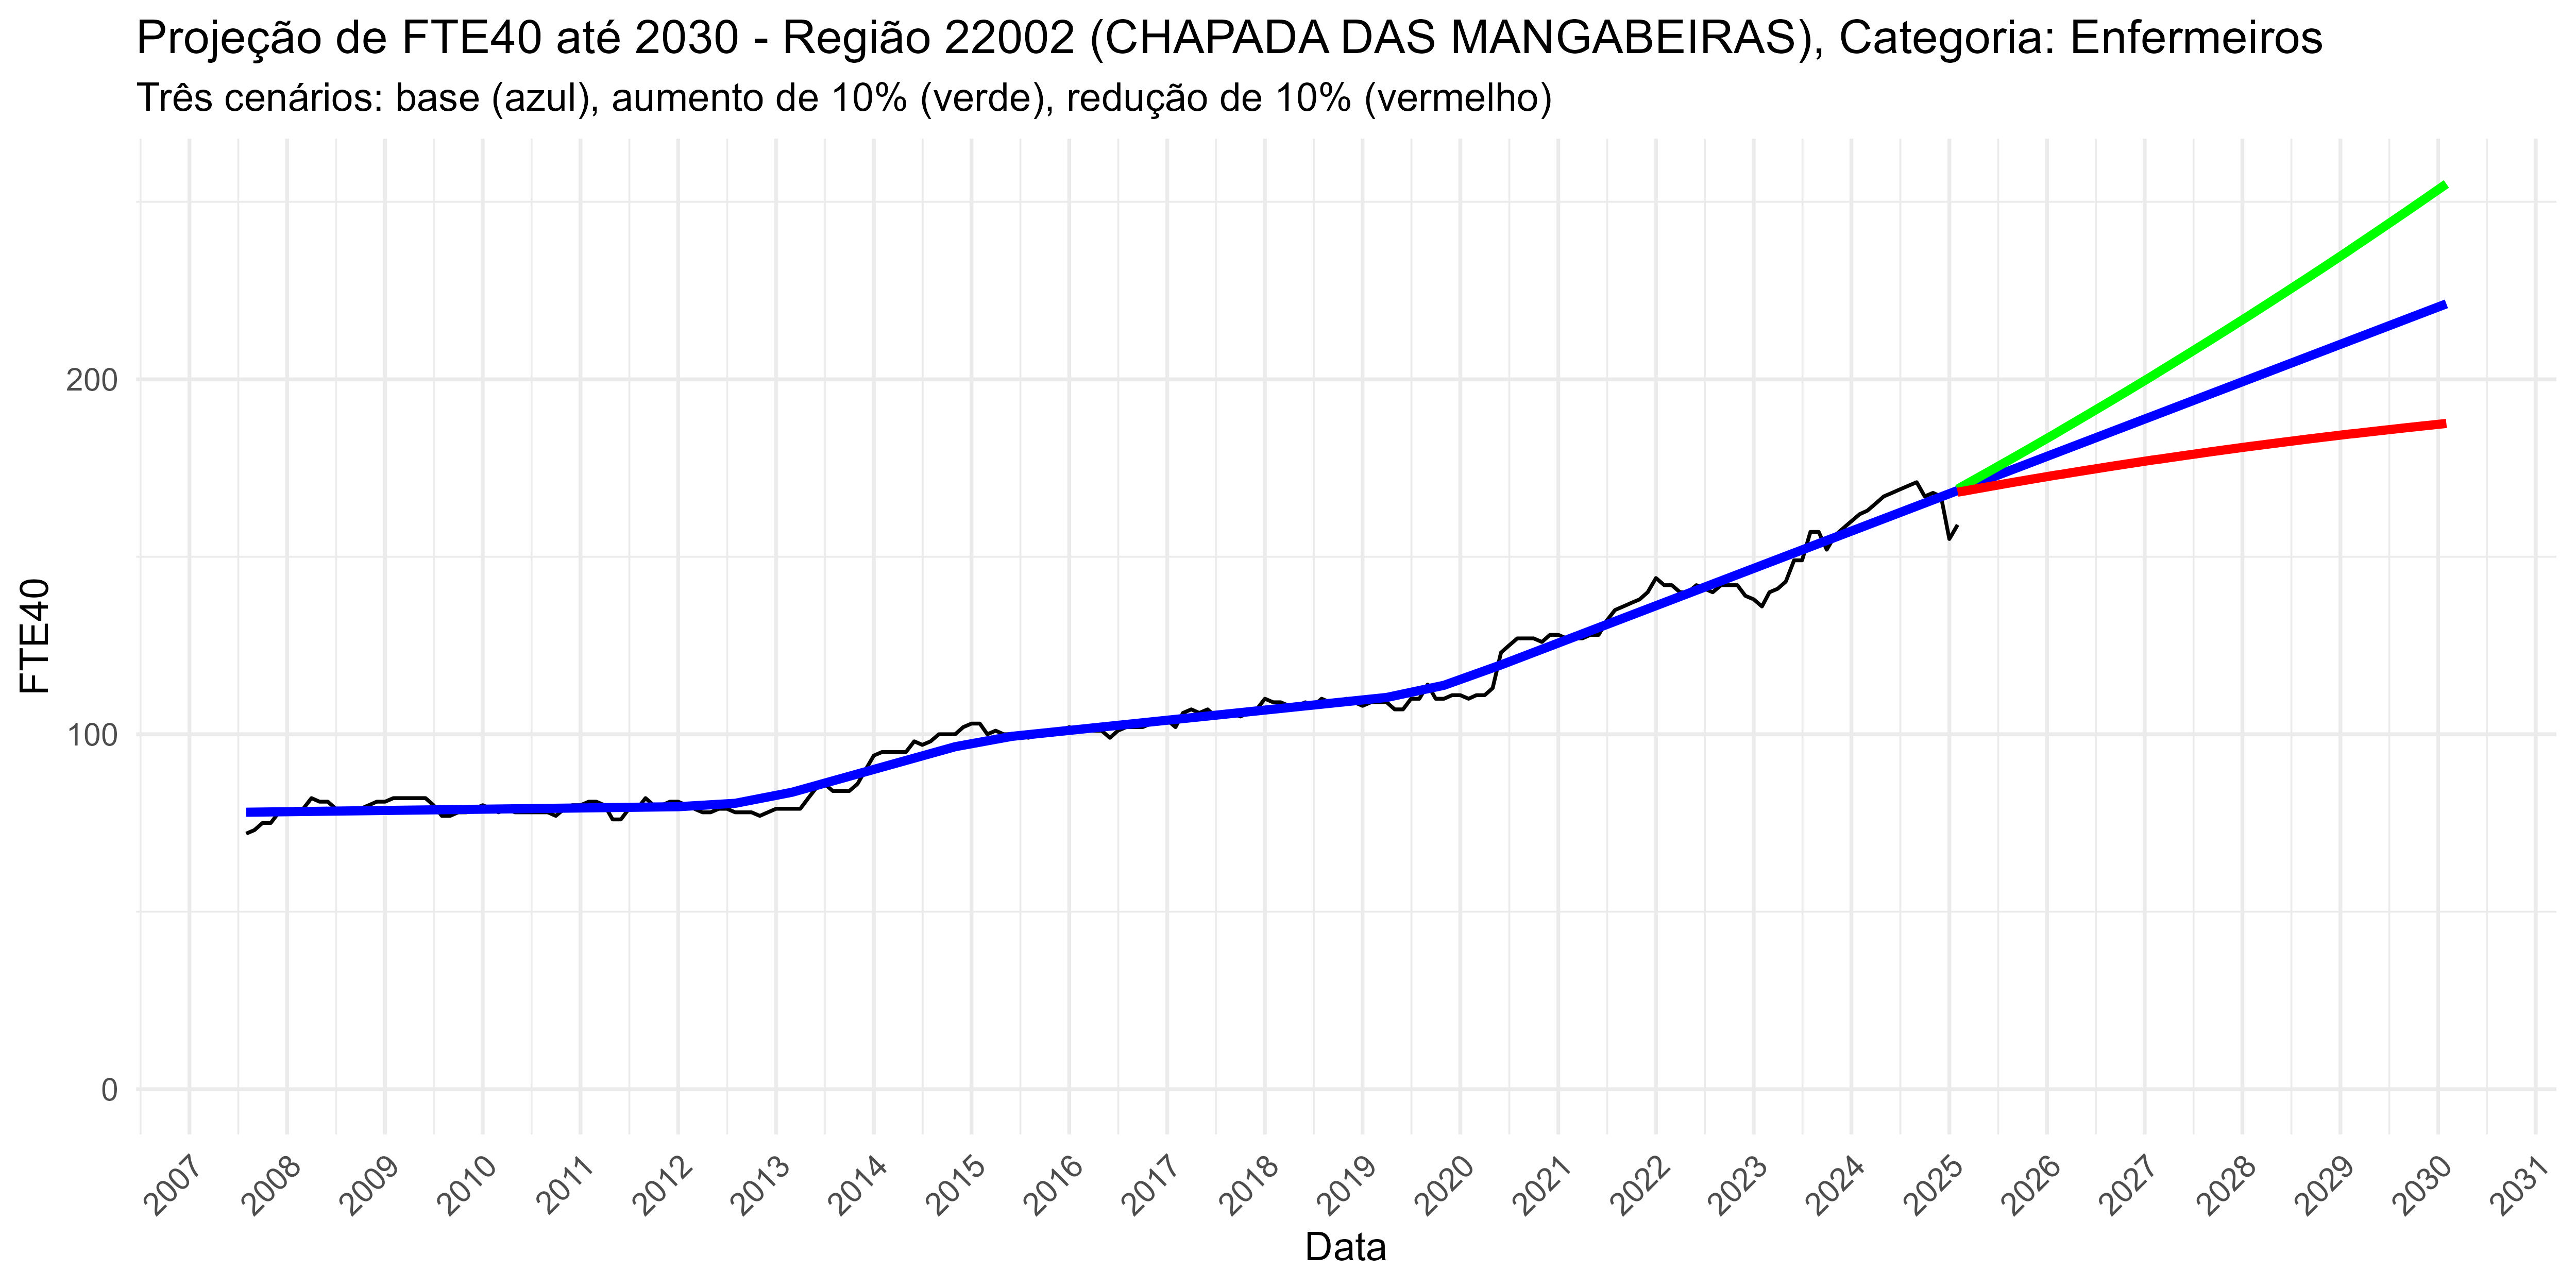 Projeção de FTE40 até 2030 - Região 22002 (CHAPADA DAS MANGABEIRAS), Categoria: Enfermeiros
Três cenários: base (azul), aumento de 10% (verde), redução de 10% (vermelho)
FTE40
200
100
0
2007 2008 2009 2010 2011 2012 2013 2014 2015 2016 2017 2018 2019 2020 2021 2022 2023 2024 2025 2026 2027 2028 2029 2030 2031
Data